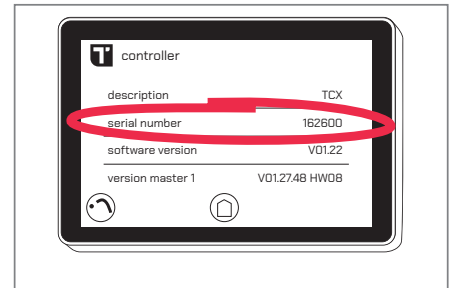 T controller
description TCX
serial number 162600
software version V01.22
version master 1 V01.27.48 HW08